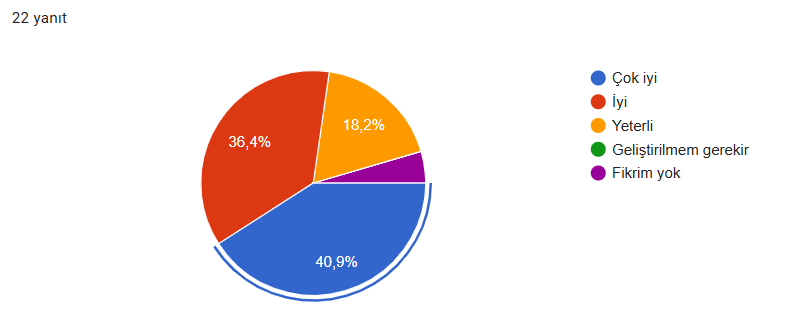 22 yanıt
18,2%
36,4%
40,9%
Çok iyi
İyi
Yeterli
Geliştirilmem gerekir
Fikrim yok